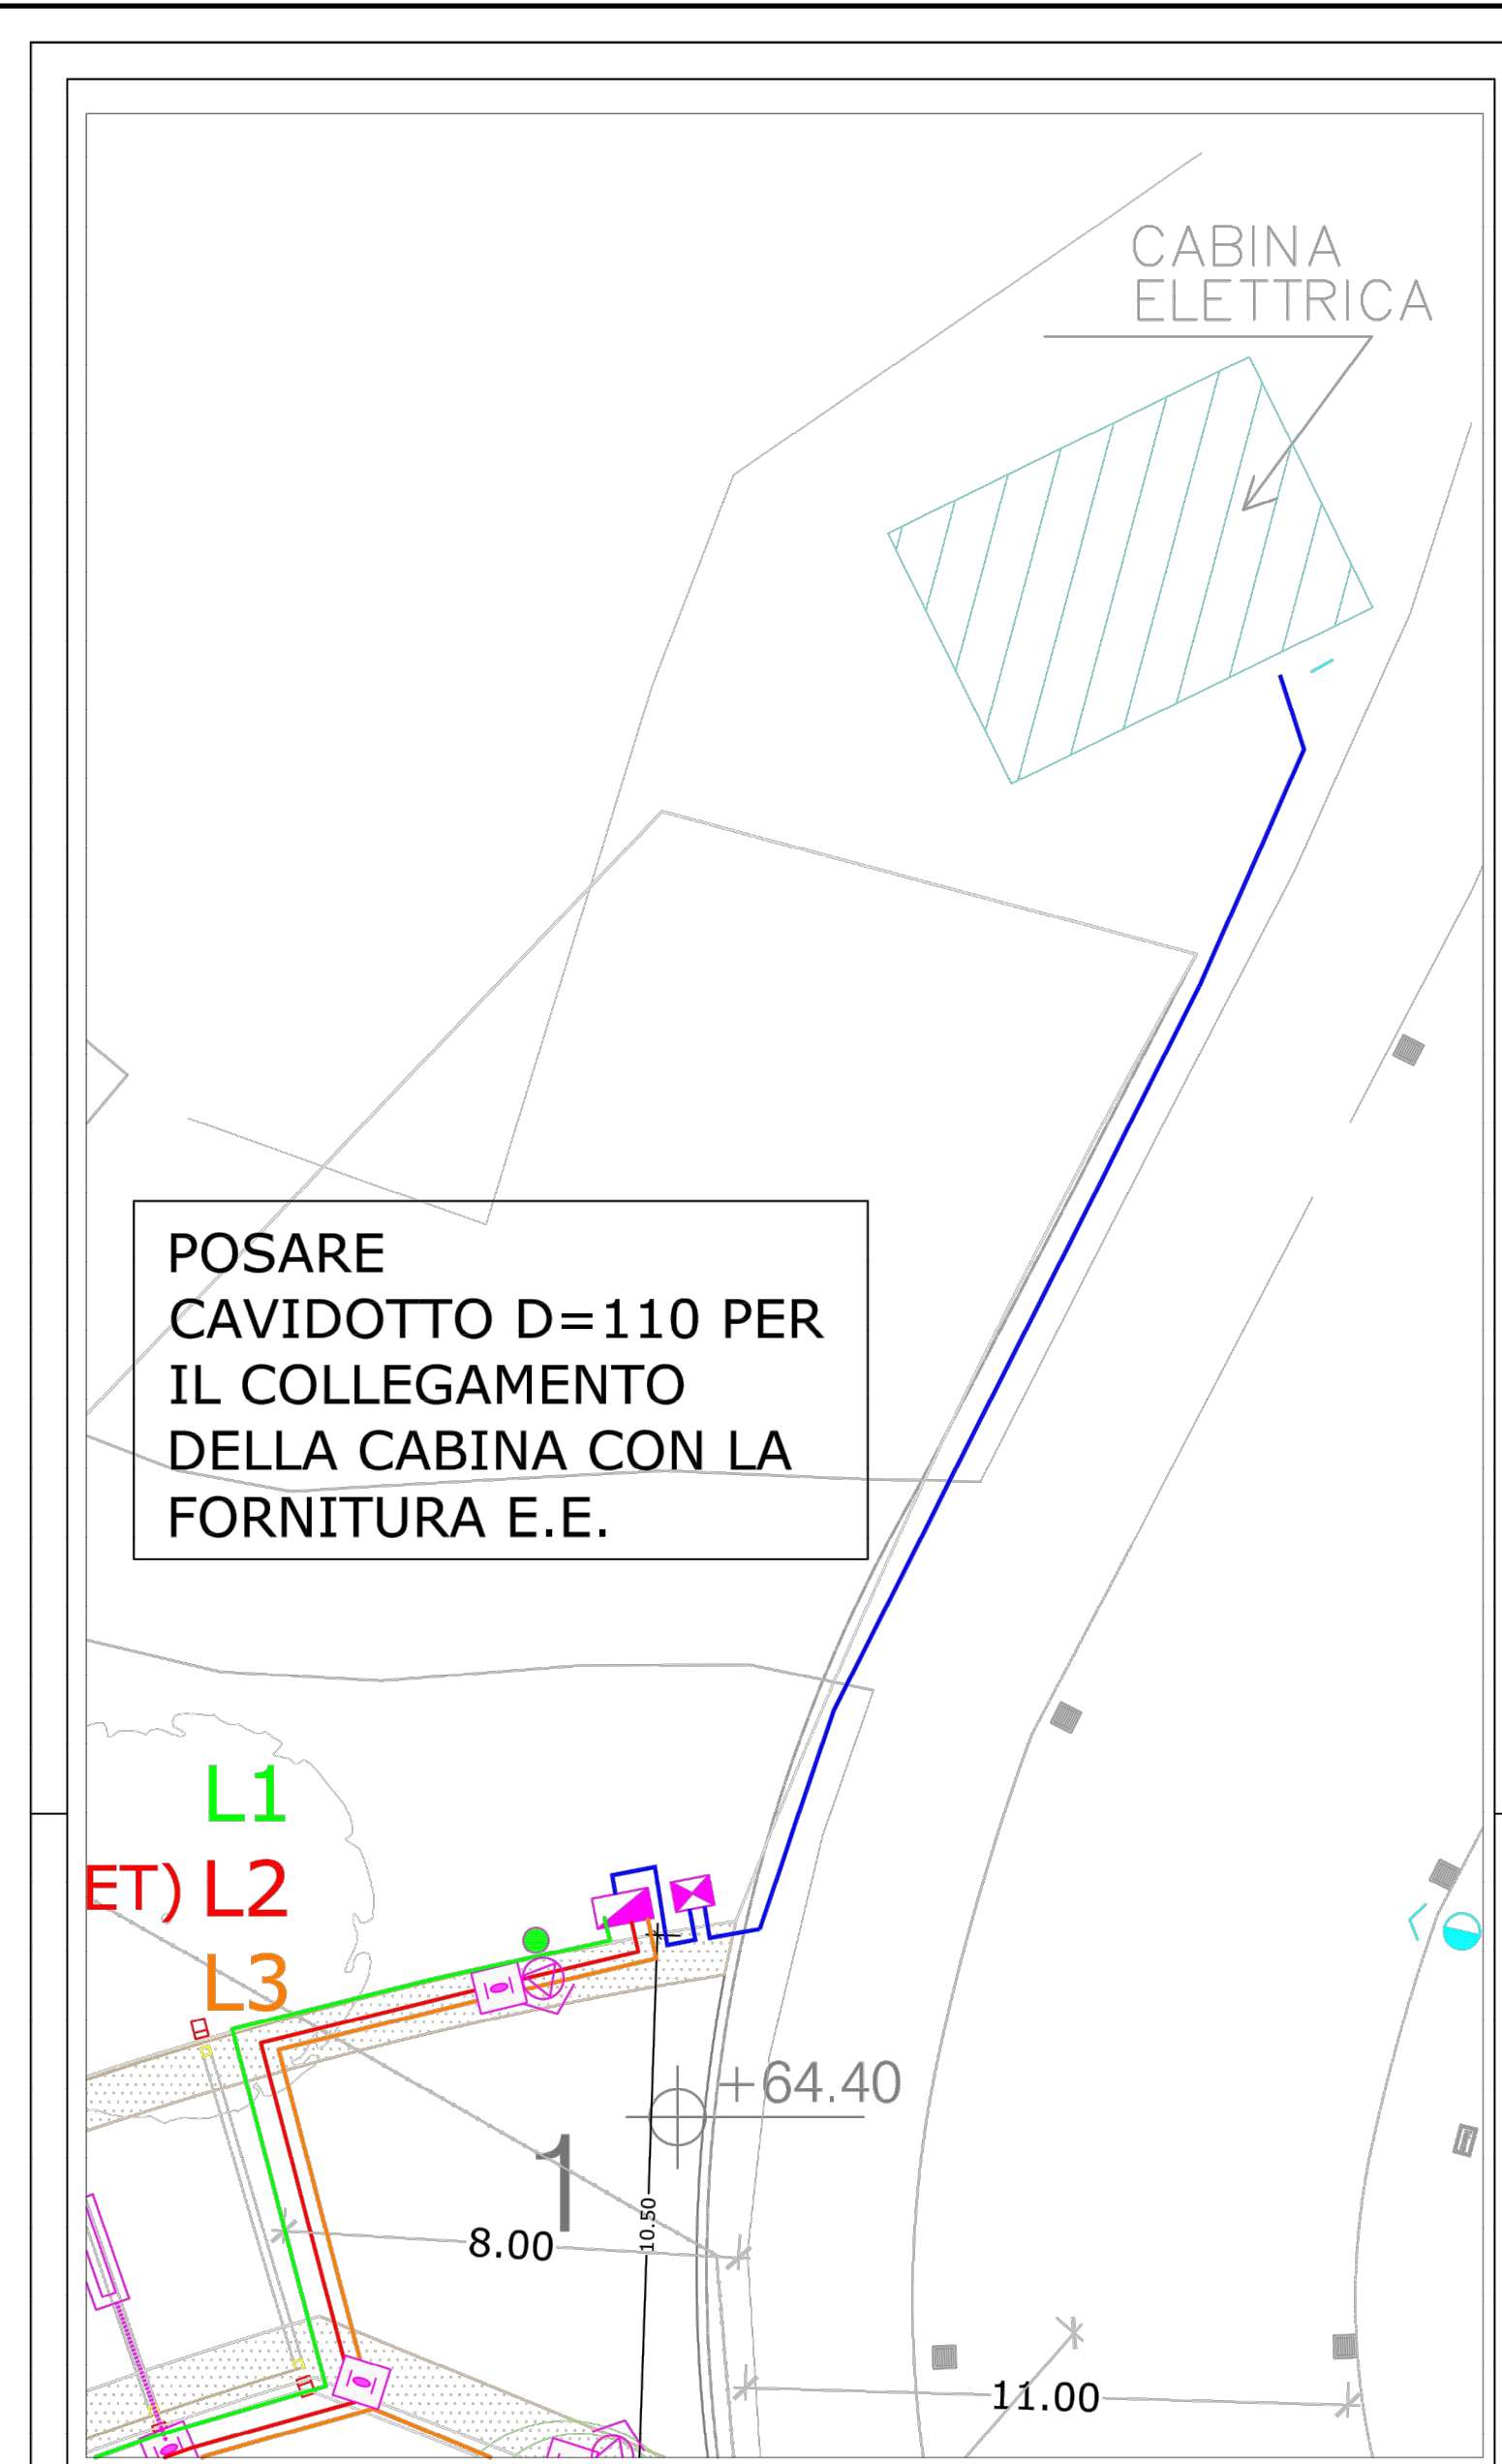 CABINA
ELETTRICA
POSARE
CAVIDOTTO D=110 PER
IL COLLEGAMENTO
DELLA CABINA CON LA
FORNITURA E.E.
L1
ET) L2
L3
+64.40
1
10.50
8.00
11.00